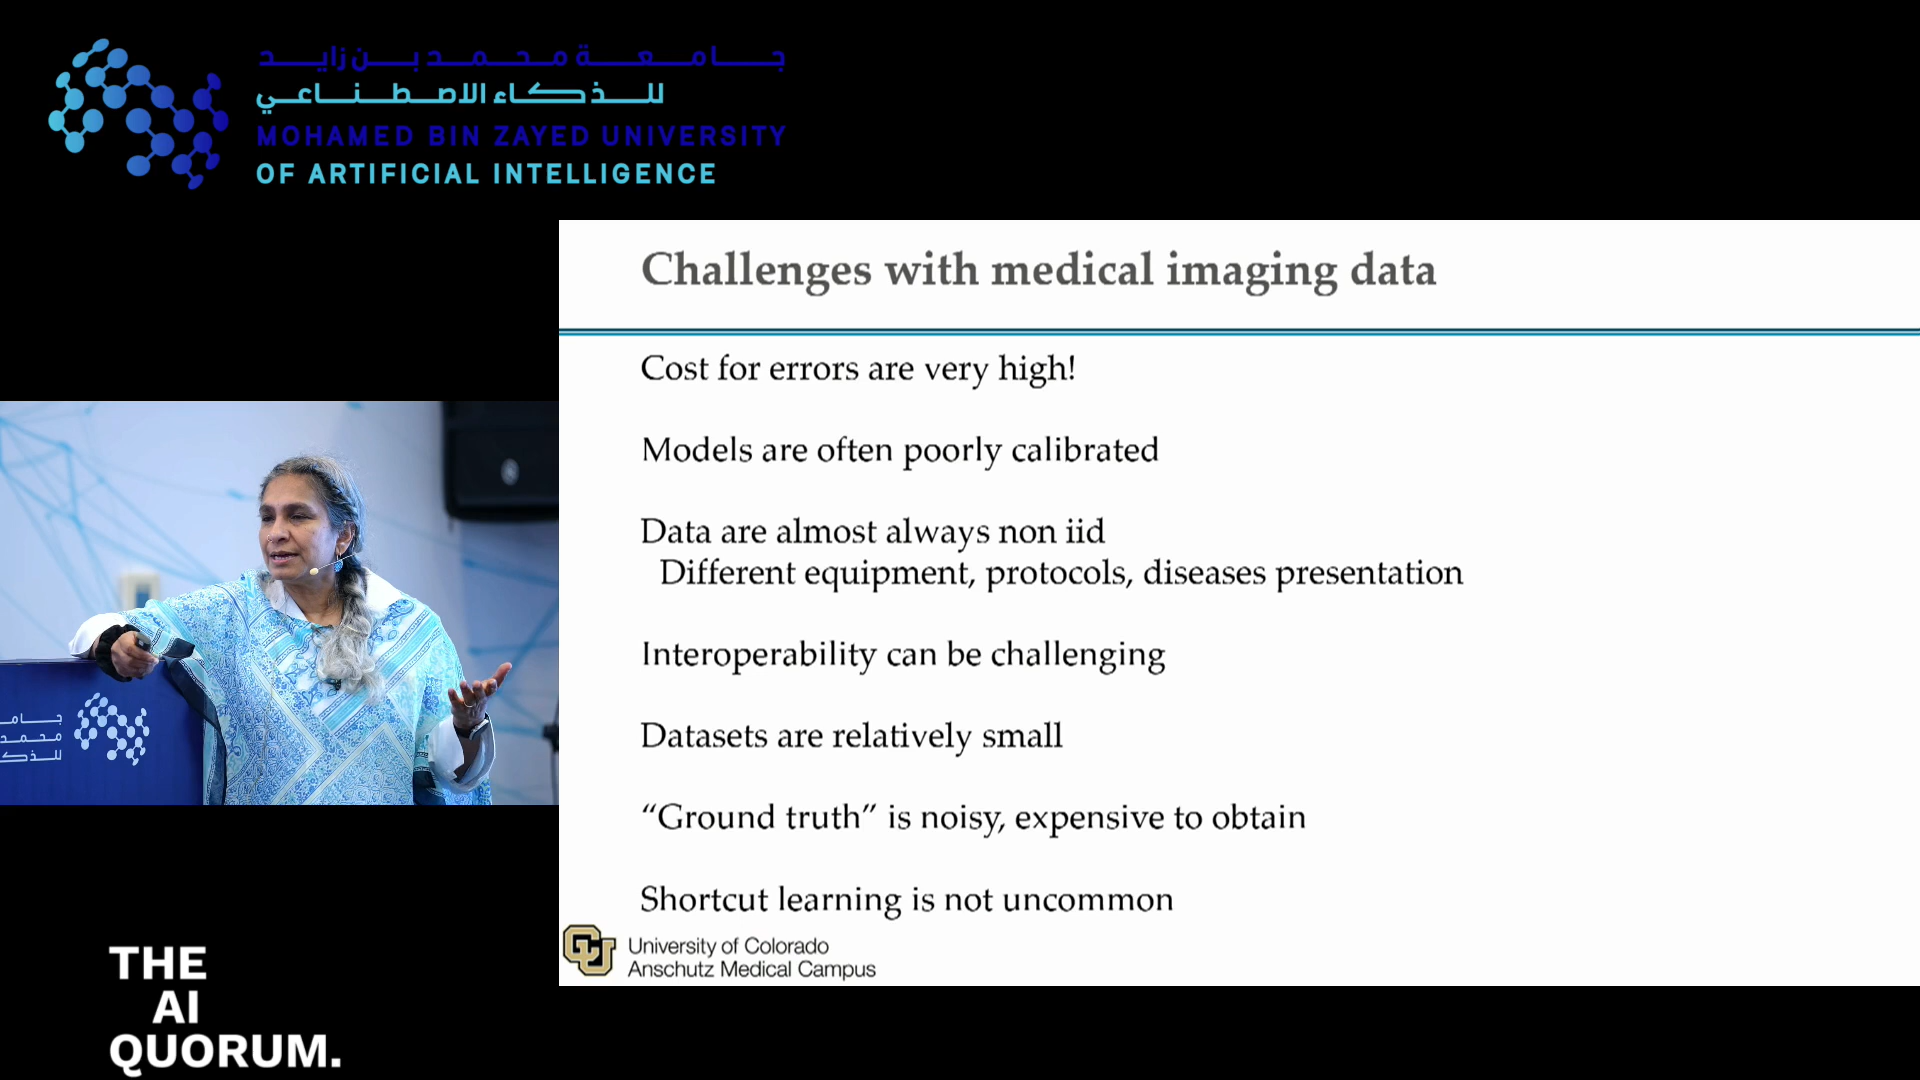 جامعة محمد بن زايد
للذكاء الاصطناعي
MOHAMED BIN ZAYED UNIVERSITY
OF ARTIFICIAL INTELLIGENCE
Challenges with medical imaging data
Cost for errors are very high!
Models are often poorly calibrated
Data are almost always non iid
Different equipment, protocols, diseases presentation
Interoperability can be challenging
Datasets are relatively small
“Ground truth” is noisy, expensive to obtain
Shortcut learning is not uncommon
CU
University of Colorado
Anschutz Medical Campus
THE
AI
QUORUM.